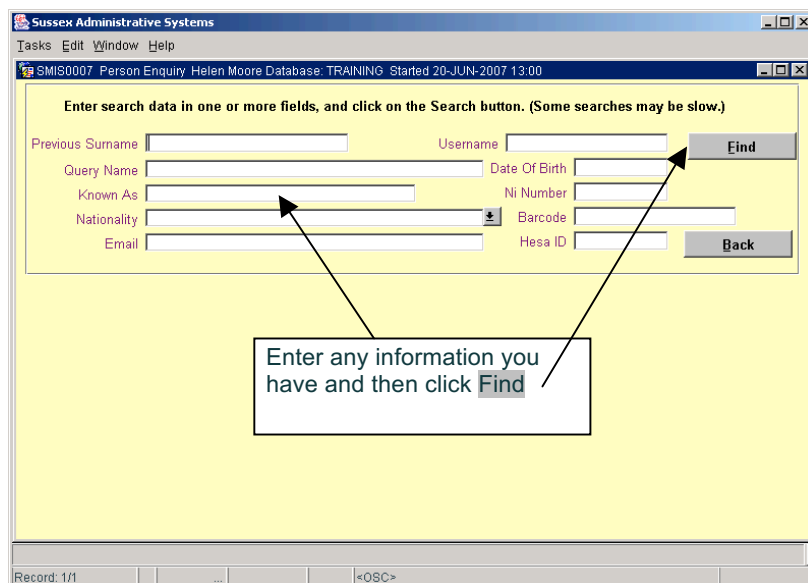 Sussex Administrative Systems
Tasks Edit Window Help
SMIS0007 Person Enquiry Helen Moore Database: TRAINING Started 20-JUN-2007 13:00
Enter search data in one or more fields, and click on the Search button. (Some searches may be slow.)
Previous Surname Username Find
Query Name Date Of Birth
Known As Ni Number
Nationality Barcode
Email Hesa ID Back
Enter any information you
have and then click Find
Record: 1/1 ... <OSC>